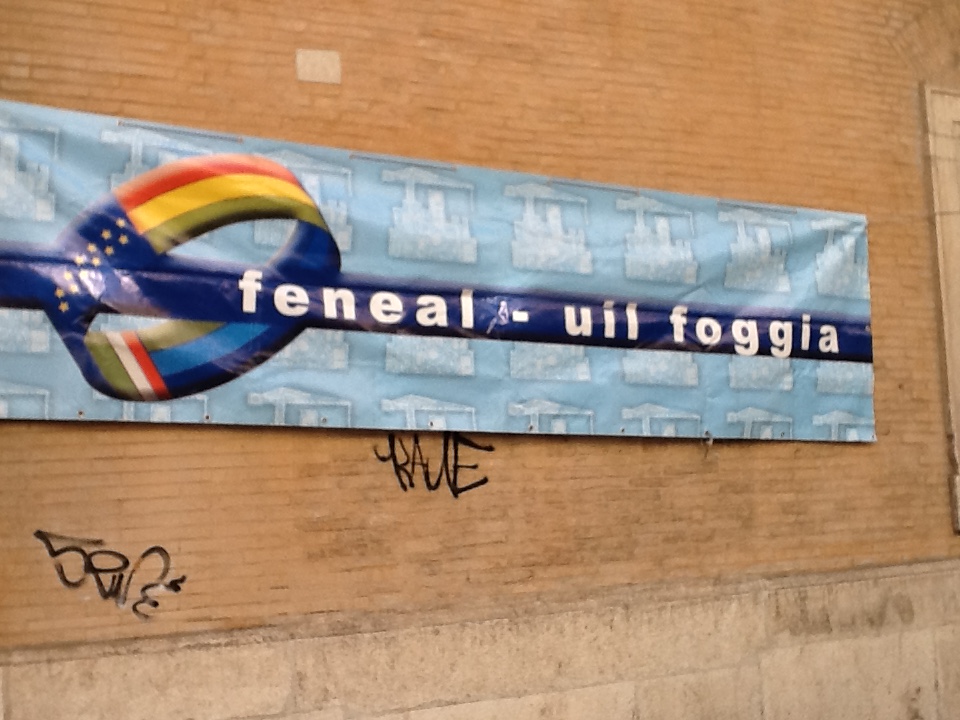 feneal - uil foggia